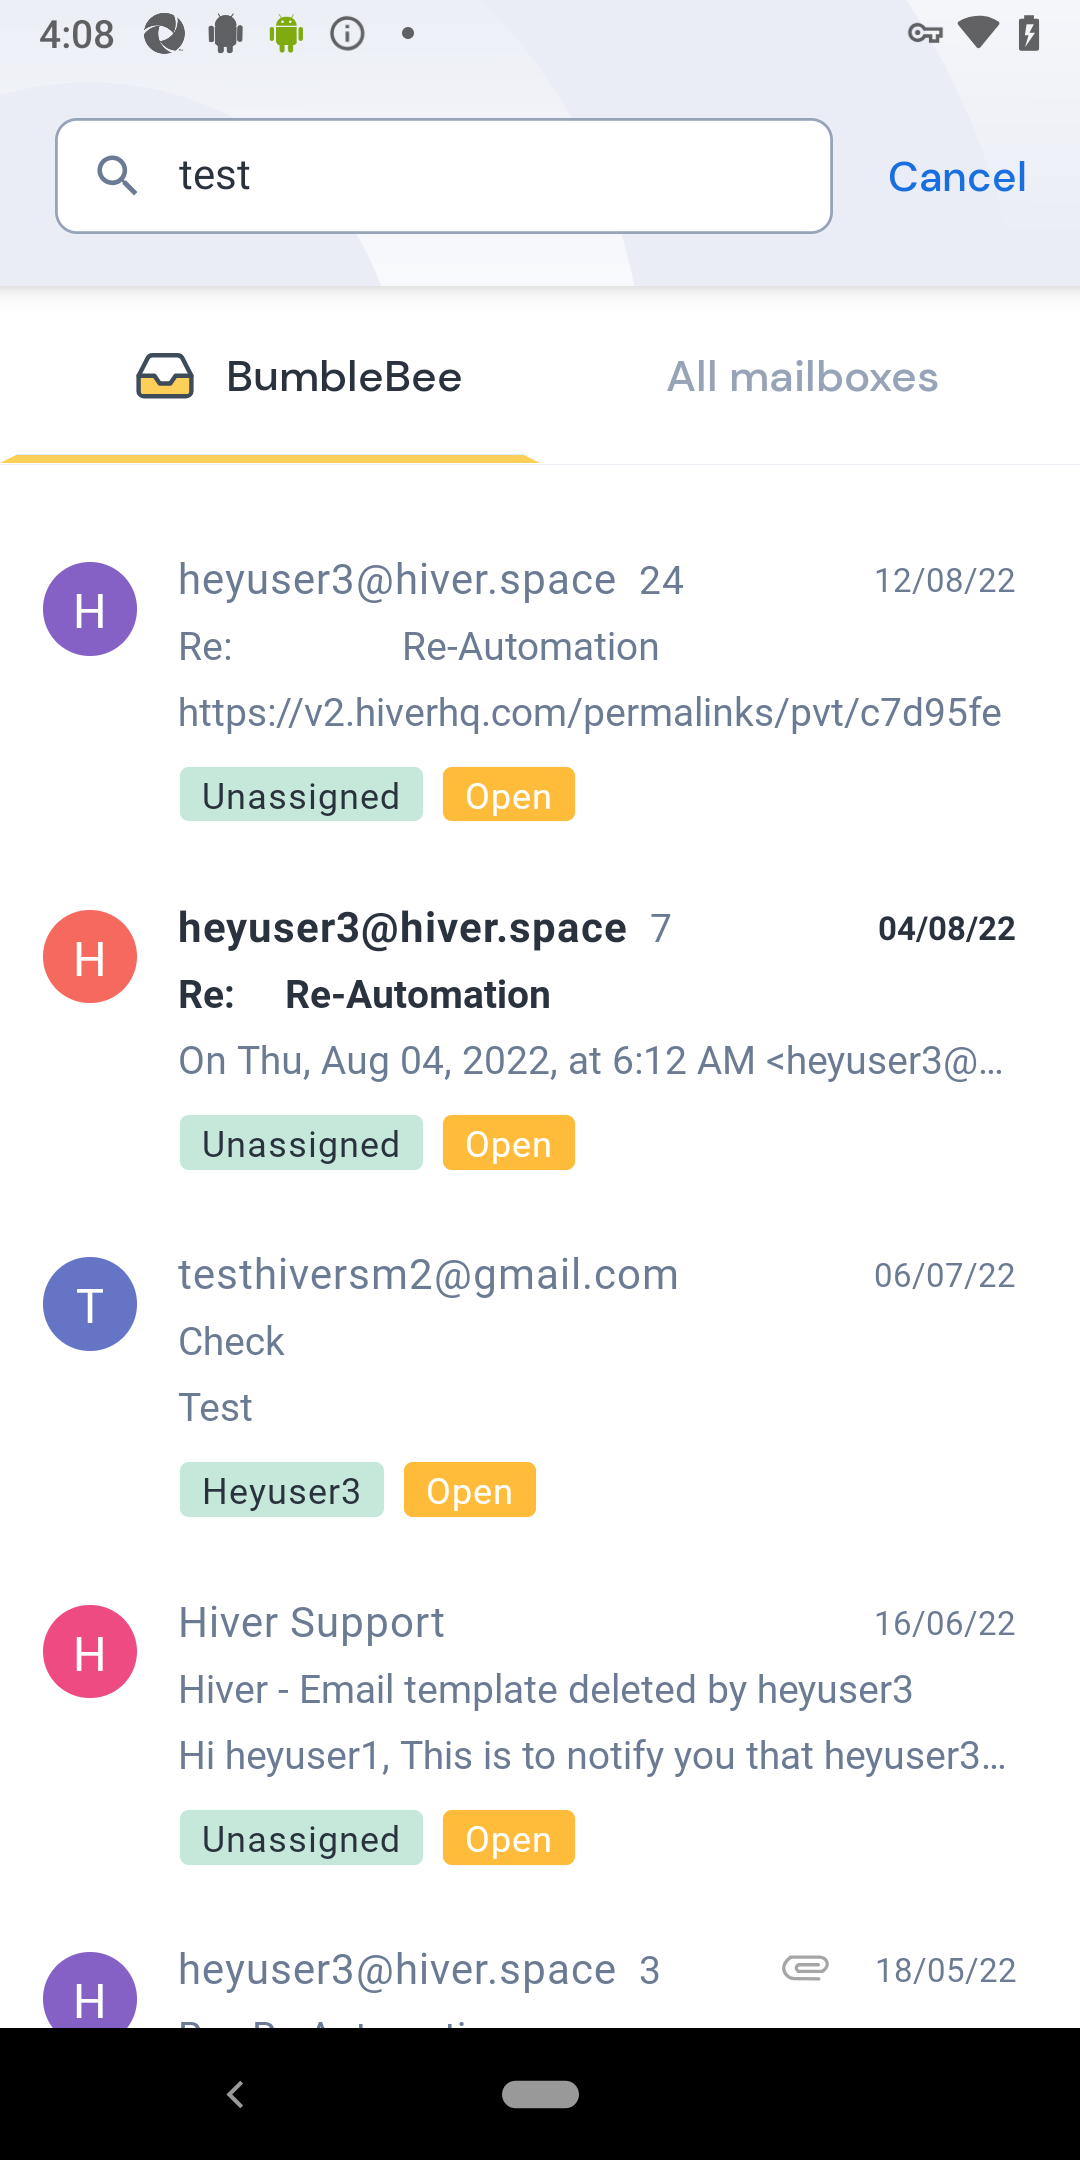 4:08
test
Cancel
BumbleBee
All mailboxes
H
heyuser3@hiver.space 24
12/08/22
Re: Re-Automation
https://v2.hiverhq.com/permalinks/pvt/c7d95fe
Unassigned Open
H
heyuser3@hiver.space 7
04/08/22
Re: Re-Automation
On Thu, Aug 04, 2022, at 6:12 AM <heyuser3@...
Unassigned Open
T
testhiversm2@gmail.com
06/07/22
Check
Test
Heyuser3 Open
H
Hiver Support
16/06/22
Hiver - Email template deleted by heyuser3
Hi heyuser1, This is to notify you that heyuser3...
Unassigned Open
H
heyuser3@hiver.space 3
18/05/22